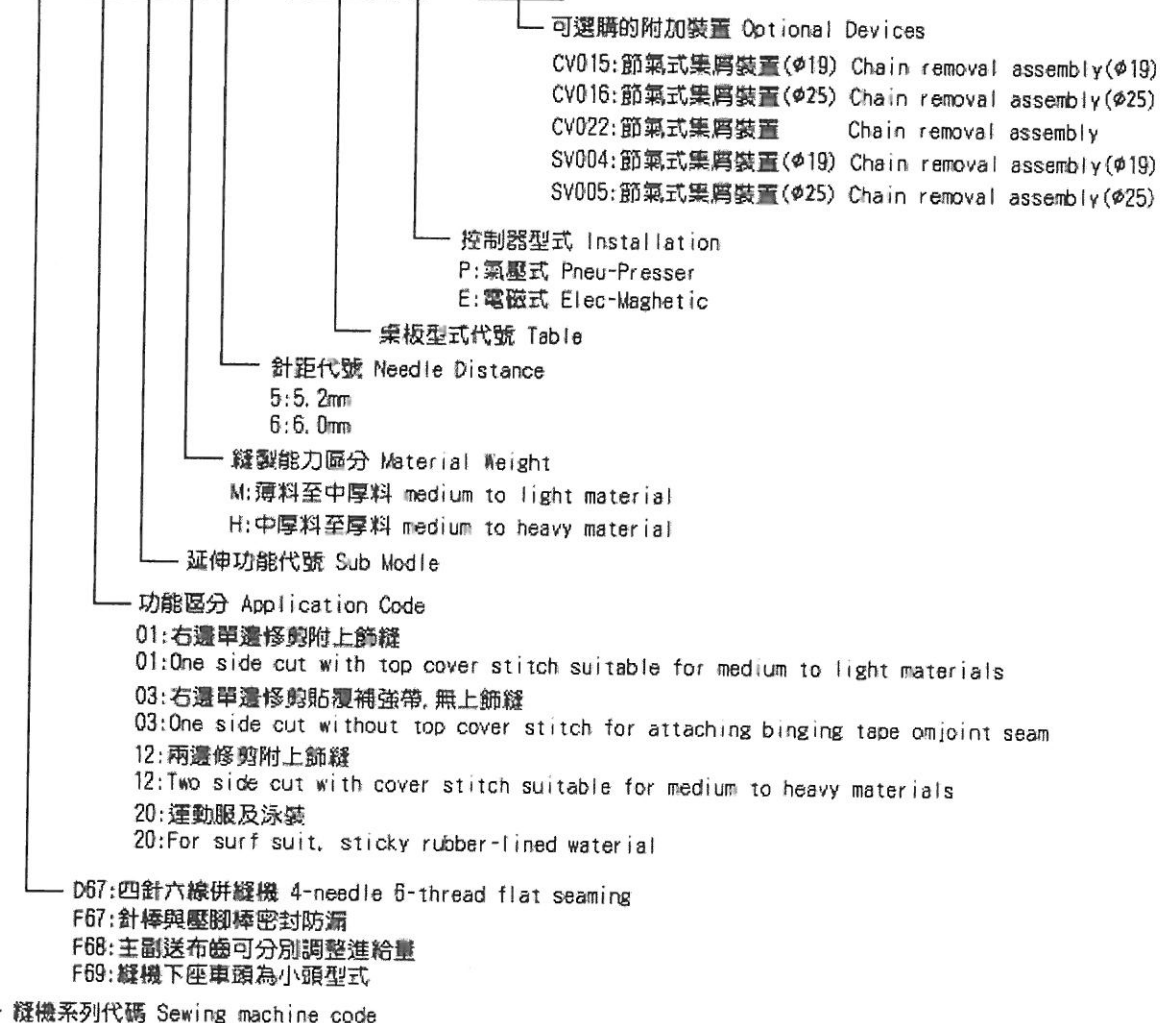 可選購的附加裝置 Optional Devices
CV015:節氣式集屑裝置(φ19) Chain removal assembly(φ19)
CV016:節氣式集屑裝置(φ25) Chain removal assembly(φ25)
CV022:節氣式集屑裝置 Chain removal assembly
SV004:節氣式集屑裝置(φ19) Chain removal assembly(φ19)
SV005:節氣式集屑裝置(φ25) Chain removal assembly(φ25)
控制器型式 Installation
P:氣壓式 Pneu-Presser
E:電磁式 Elec-Maghetic
桌板型式代號 Table
針距代號 Needle Distance
5:5.2mm
6:6.0mm
縫製能力區分 Material Weight
M:薄料至中厚料 medium to light material
H:中厚料至厚料 medium to heavy material
延伸功能代號 Sub Modle
功能區分 Application Code
01:右邊單邊修剪附上飾縫
01:One side cut with top cover stitch suitable for medium to light materials
03:右邊單邊修剪貼覆補強帶,無上飾縫
03:One side cut without top cover stitch for attaching binging tape omjoint seam
12:兩邊修剪附上飾縫
12:Two side cut with cover stitch suitable for medium to heavy materials
20:運動服及泳裝
20:For surf suit, sticky rubber-lined waterial
D67:四針六線併縫機 4-needle 6-thread flat seaming
F67:針棒與壓腳棒密封防漏
F68:主副送布齒可分別調整進給量
F69:縫機下座車頭為小頭型式
縫機系列代碼 Sewing machine code